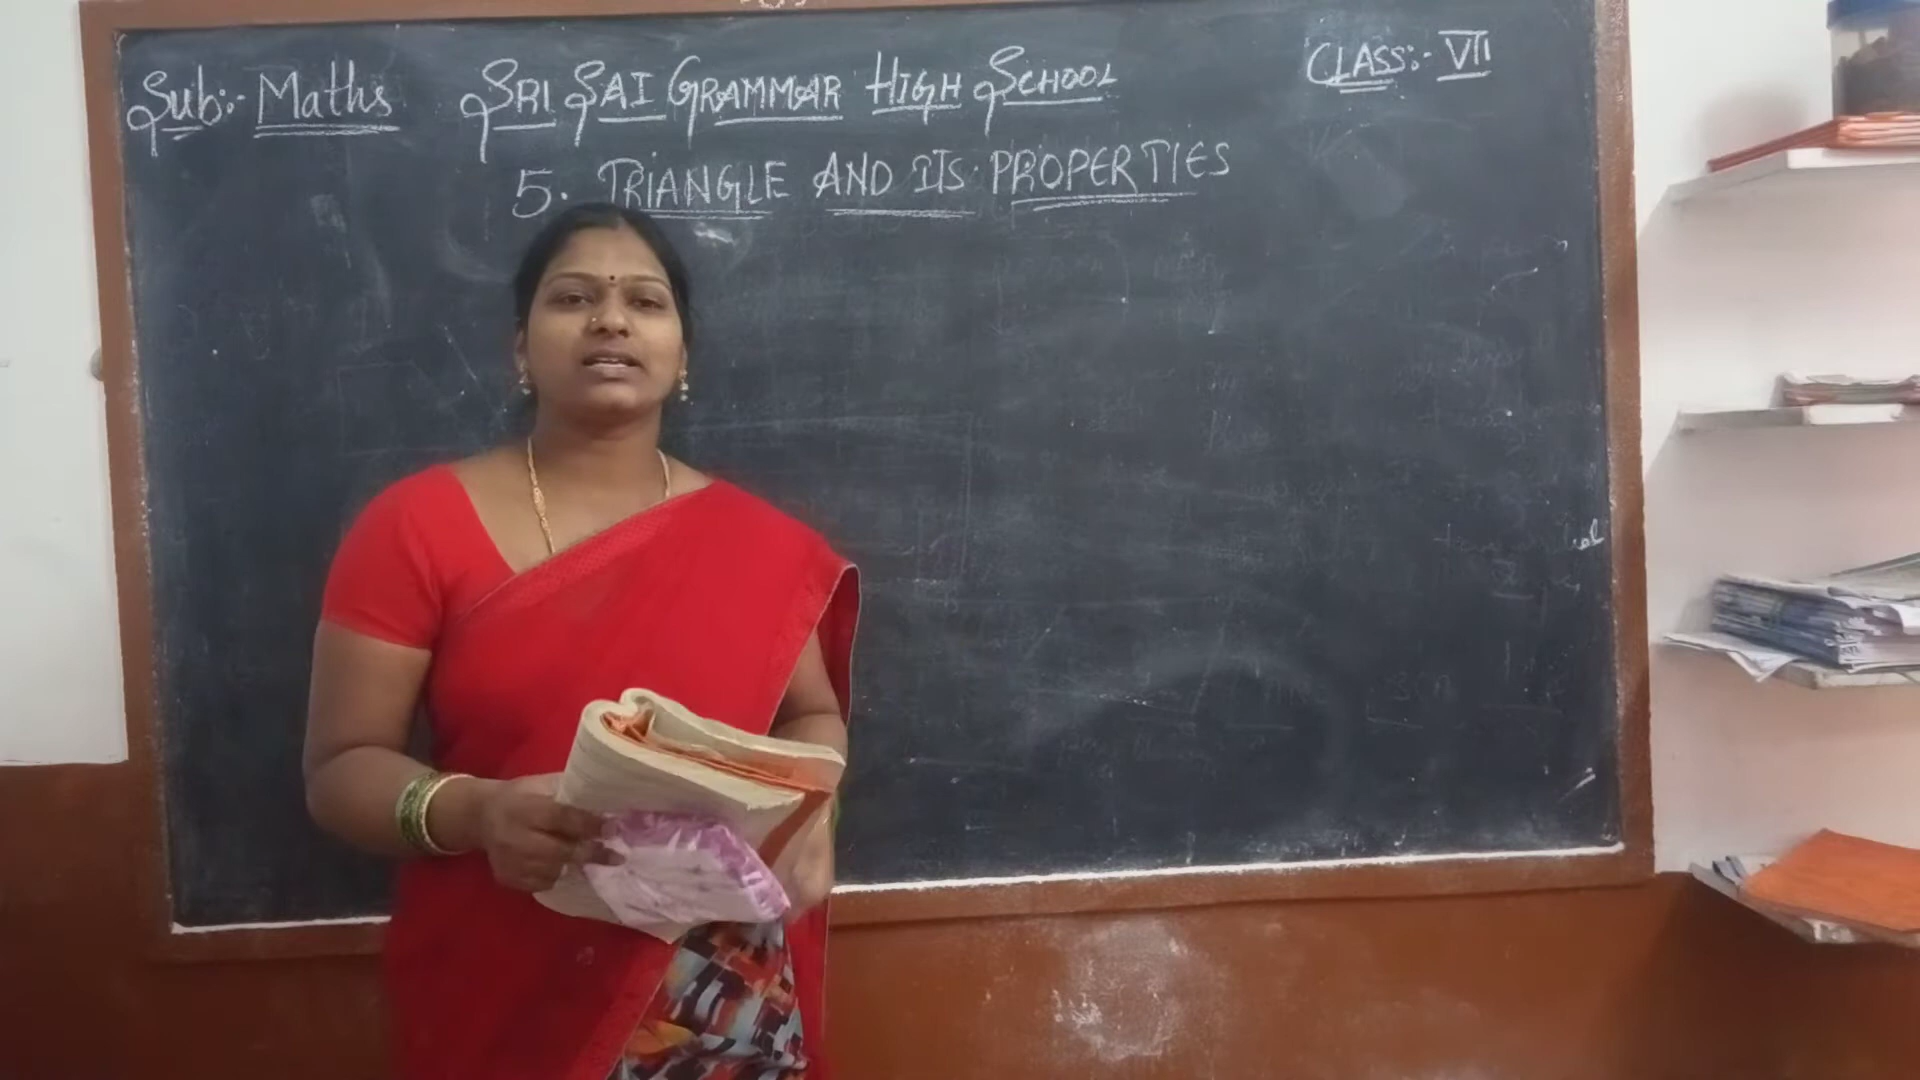 Sub:- Maths SRI SAI GRAMMAR HIGH SCHOOL CLASS:- VII
5. TRIANGLE AND ITS PROPERTIES